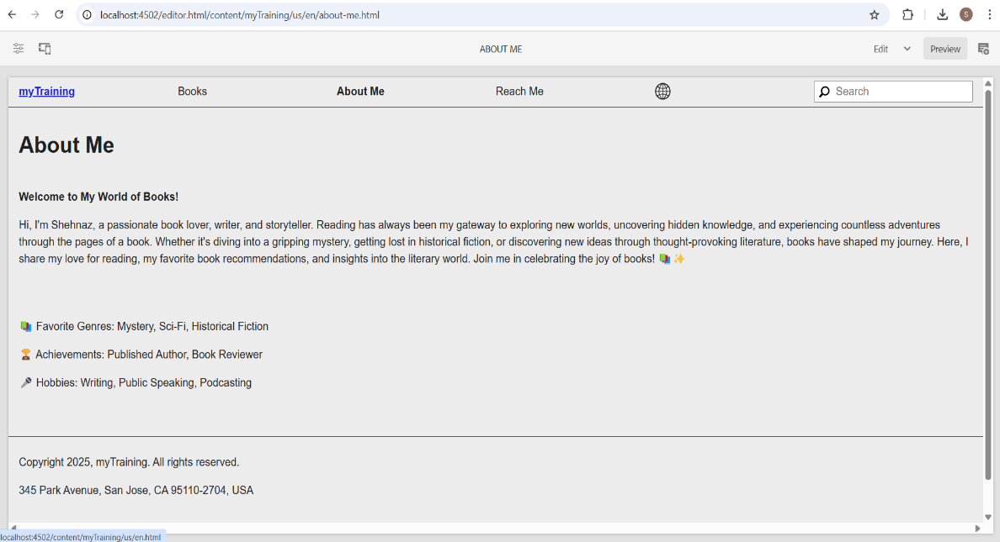 localhost:4502/editor.html/content/myTraining/us/en/about-me.html
S
ABOUT ME
Edit
Preview
myTraining
Books
About Me
Reach Me
Search
About Me
Welcome to My World of Books!
Hi, I'm Shehnaz, a passionate book lover, writer, and storyteller. Reading has always been my gateway to exploring new worlds, uncovering hidden knowledge, and experiencing countless adventures
through the pages of a book. Whether it's diving into a gripping mystery, getting lost in historical fiction, or discovering new ideas through thought-provoking literature, books have shaped my journey. Here, I
share my love for reading, my favorite book recommendations, and insights into the literary world. Join me in celebrating the joy of books! 📚 ✨
📚 Favorite Genres: Mystery, Sci-Fi, Historical Fiction
🏆 Achievements: Published Author, Book Reviewer
🎤 Hobbies: Writing, Public Speaking, Podcasting
Copyright 2025, myTraining. All rights reserved.
345 Park Avenue, San Jose, CA 95110-2704, USA
localhost:4502/content/myTraining/us/en.html